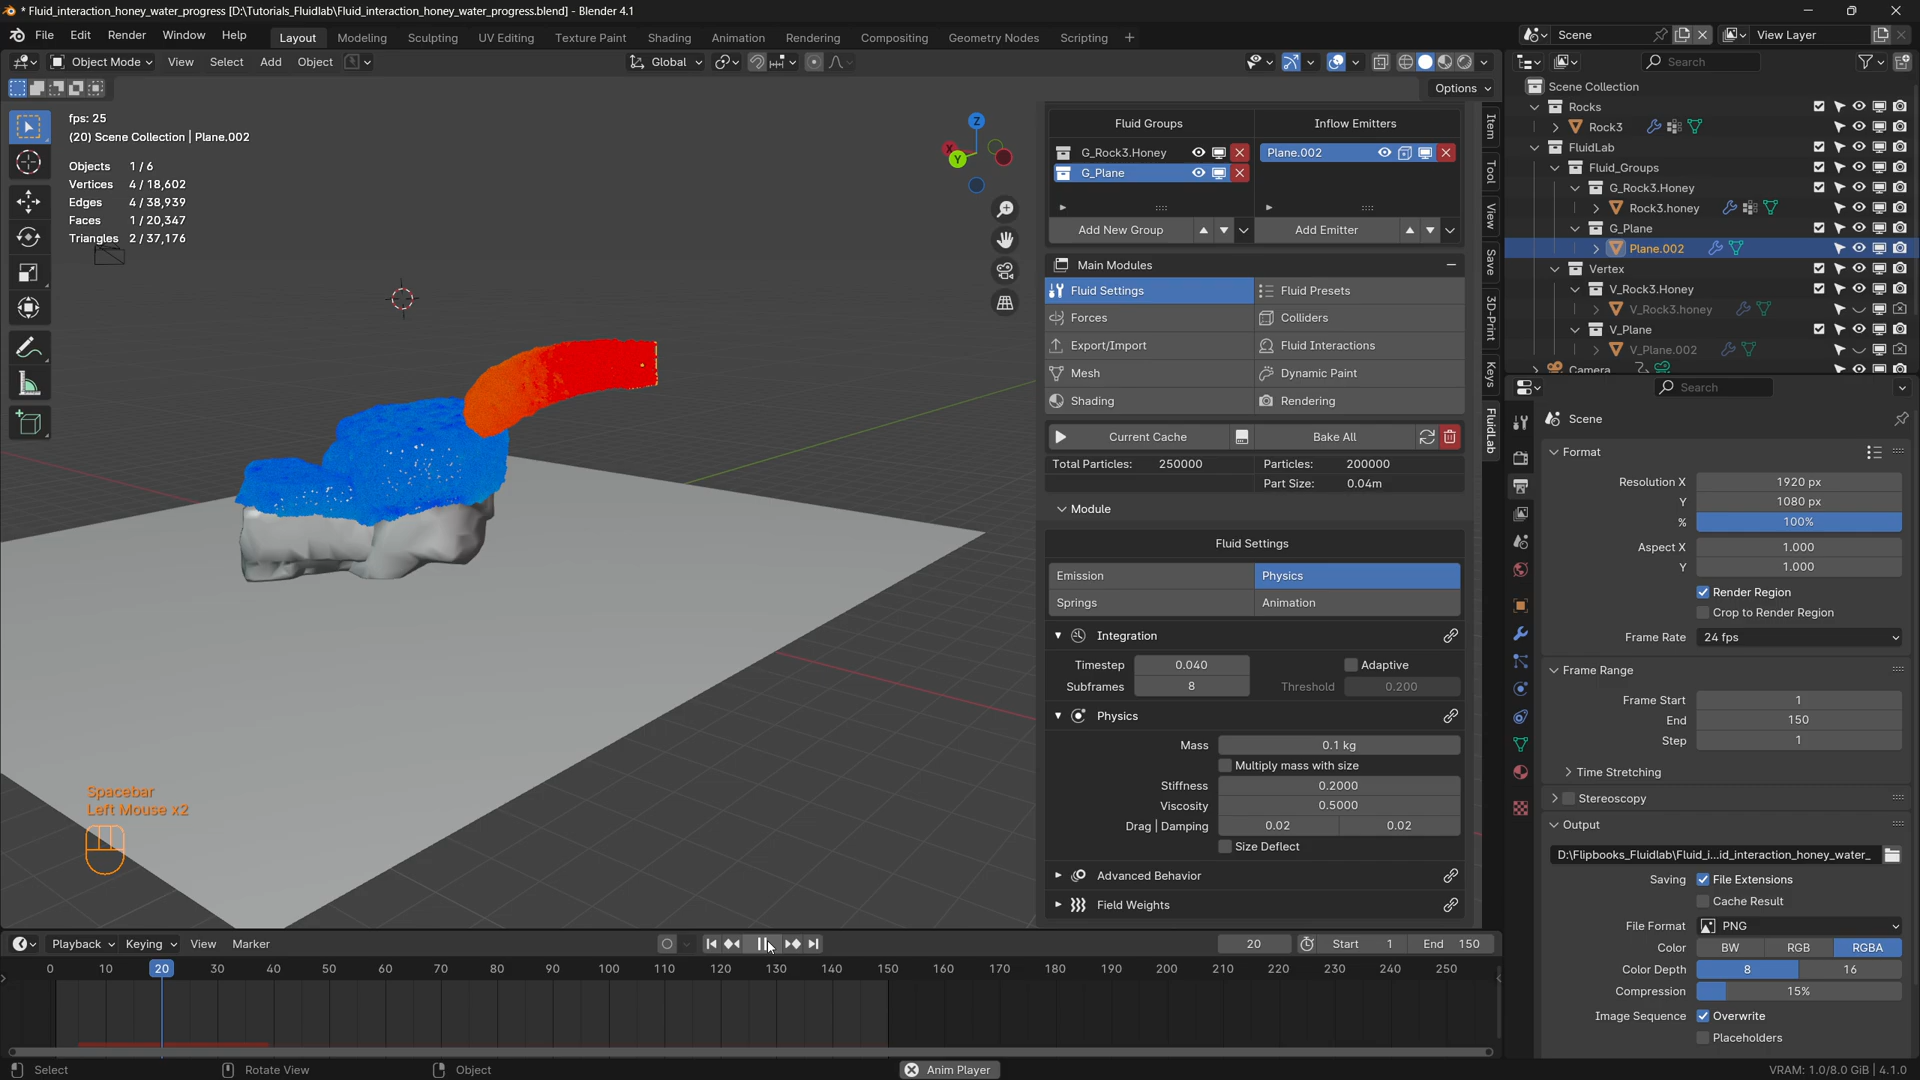 * Fluid_interaction_honey_water_progress [D:\Tutorials_Fluidlab\Fluid_interaction_honey_water_progress.blend] - Blender 4.1
File Edit Render Window Help Layout Modeling Sculpting UV Editing Texture Paint Shading Animation Rendering Compositing Geometry Nodes Scripting + Scene View Layer
Object Mode View Select Add Object Global Search
Options
fps: 25
(20) Scene Collection | Plane.002
Objects 1/6
Vertices 4/18,602
Edges 4/38,939
Faces 1/20,347
Triangles 2/37,176
Z
X
Y
Fluid Groups Inflow Emitters
G_Rock3.Honey Plane.002
G_Plane
Add New Group Add Emitter
Main Modules
Fluid Settings Fluid Presets
Forces Colliders
Export/Import Fluid Interactions
Mesh Dynamic Paint
Shading Rendering
Current Cache Bake All
Total Particles: 250000 Particles: 200000
Part Size: 0.04m
Module
Fluid Settings
Emission Physics
Springs Animation
Integration
Timestep 0.040 Adaptive
Subframes 8 Threshold 0.200
Physics
Mass 0.1 kg
Multiply mass with size
Stiffness 0.2000
Viscosity 0.5000
Drag | Damping 0.02 0.02
Size Deflect
Advanced Behavior
Field Weights
Item
Tool
View
Save
3D-Print
Keys
FluidLab
Scene Collection
Rocks
Rock3
FluidLab
Fluid_Groups
G_Rock3.Honey
Rock3.honey
G_Plane
Plane.002
Vertex
V_Rock3.Honey
V_Rock3.honey
V_Plane
V_Plane.002
Camera
Search
Scene
Format
Resolution X 1920 px
Y 1080 px
% 100%
Aspect X 1.000
Y 1.000
Render Region
Crop to Render Region
Frame Rate 24 fps
Frame Range
Frame Start 1
End 150
Step 1
Time Stretching
Stereoscopy
Output
D:\Flipbooks_Fluidlab\Fluid_i...id_interaction_honey_water_
Saving File Extensions
Cache Result
File Format PNG
Color BW RGB RGBA
Color Depth 8 16
Compression 15%
Image Sequence Overwrite
Placeholders
Spacebar
Left Mouse x2
Playback Keying View Marker 20 Start 1 End 150
0 10 20 30 40 50 60 70 80 90 100 110 120 130 140 150 160 170 180 190 200 210 220 230 240 250
Select Rotate View Object Anim Player VRAM: 1.0/8.0 GiB | 4.1.0